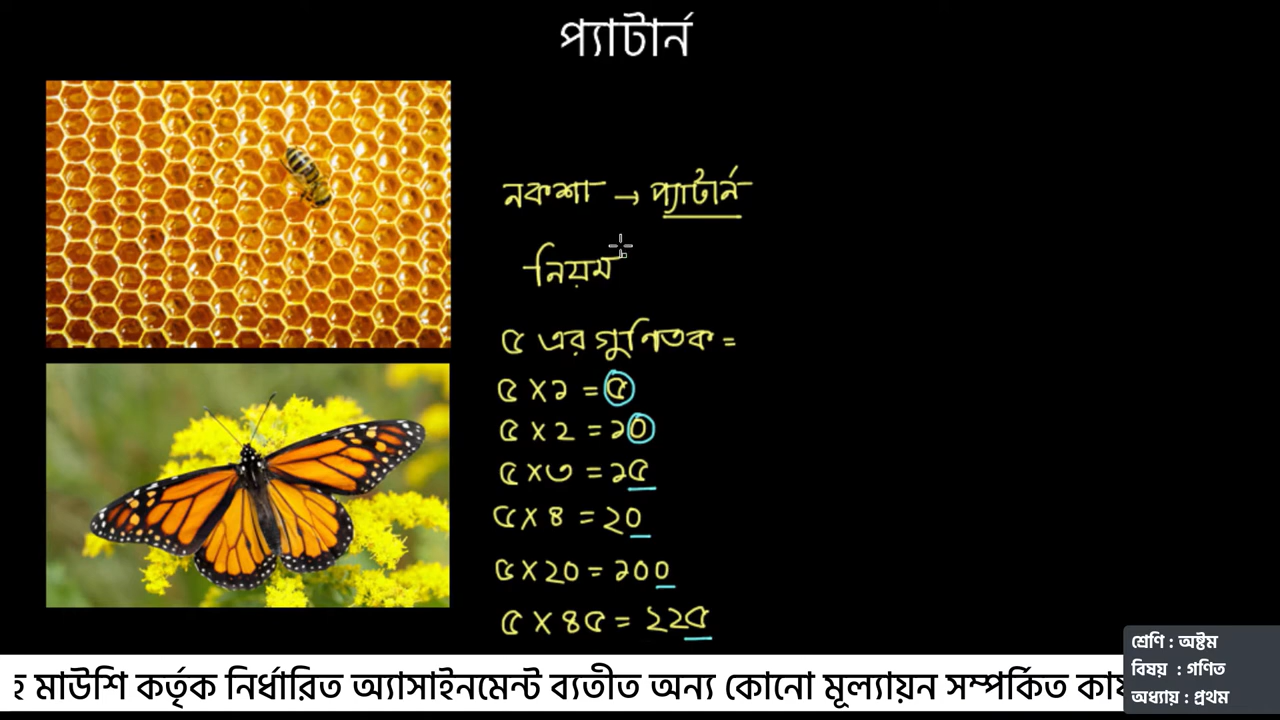 প্যাটার্ন
নকশা → প্যাটার্ন
নিয়ম
৫ এর গুণিতক =
৫ X ১ = ৫
৫ X ২ = ১০
৫ X ৩ = ১৫
৫ X ৪ = ২০
৫ X ২০ = ১০০
৫ X ৪৫ = ২২৫
শ্রেণি : অষ্টম
বিষয় : গণিত
অধ্যায় : প্রথম
হ মাউশি কর্তৃক নির্ধারিত অ্যাসাইনমেন্ট ব্যতীত অন্য কোনো মূল্যায়ন সম্পর্কিত কায